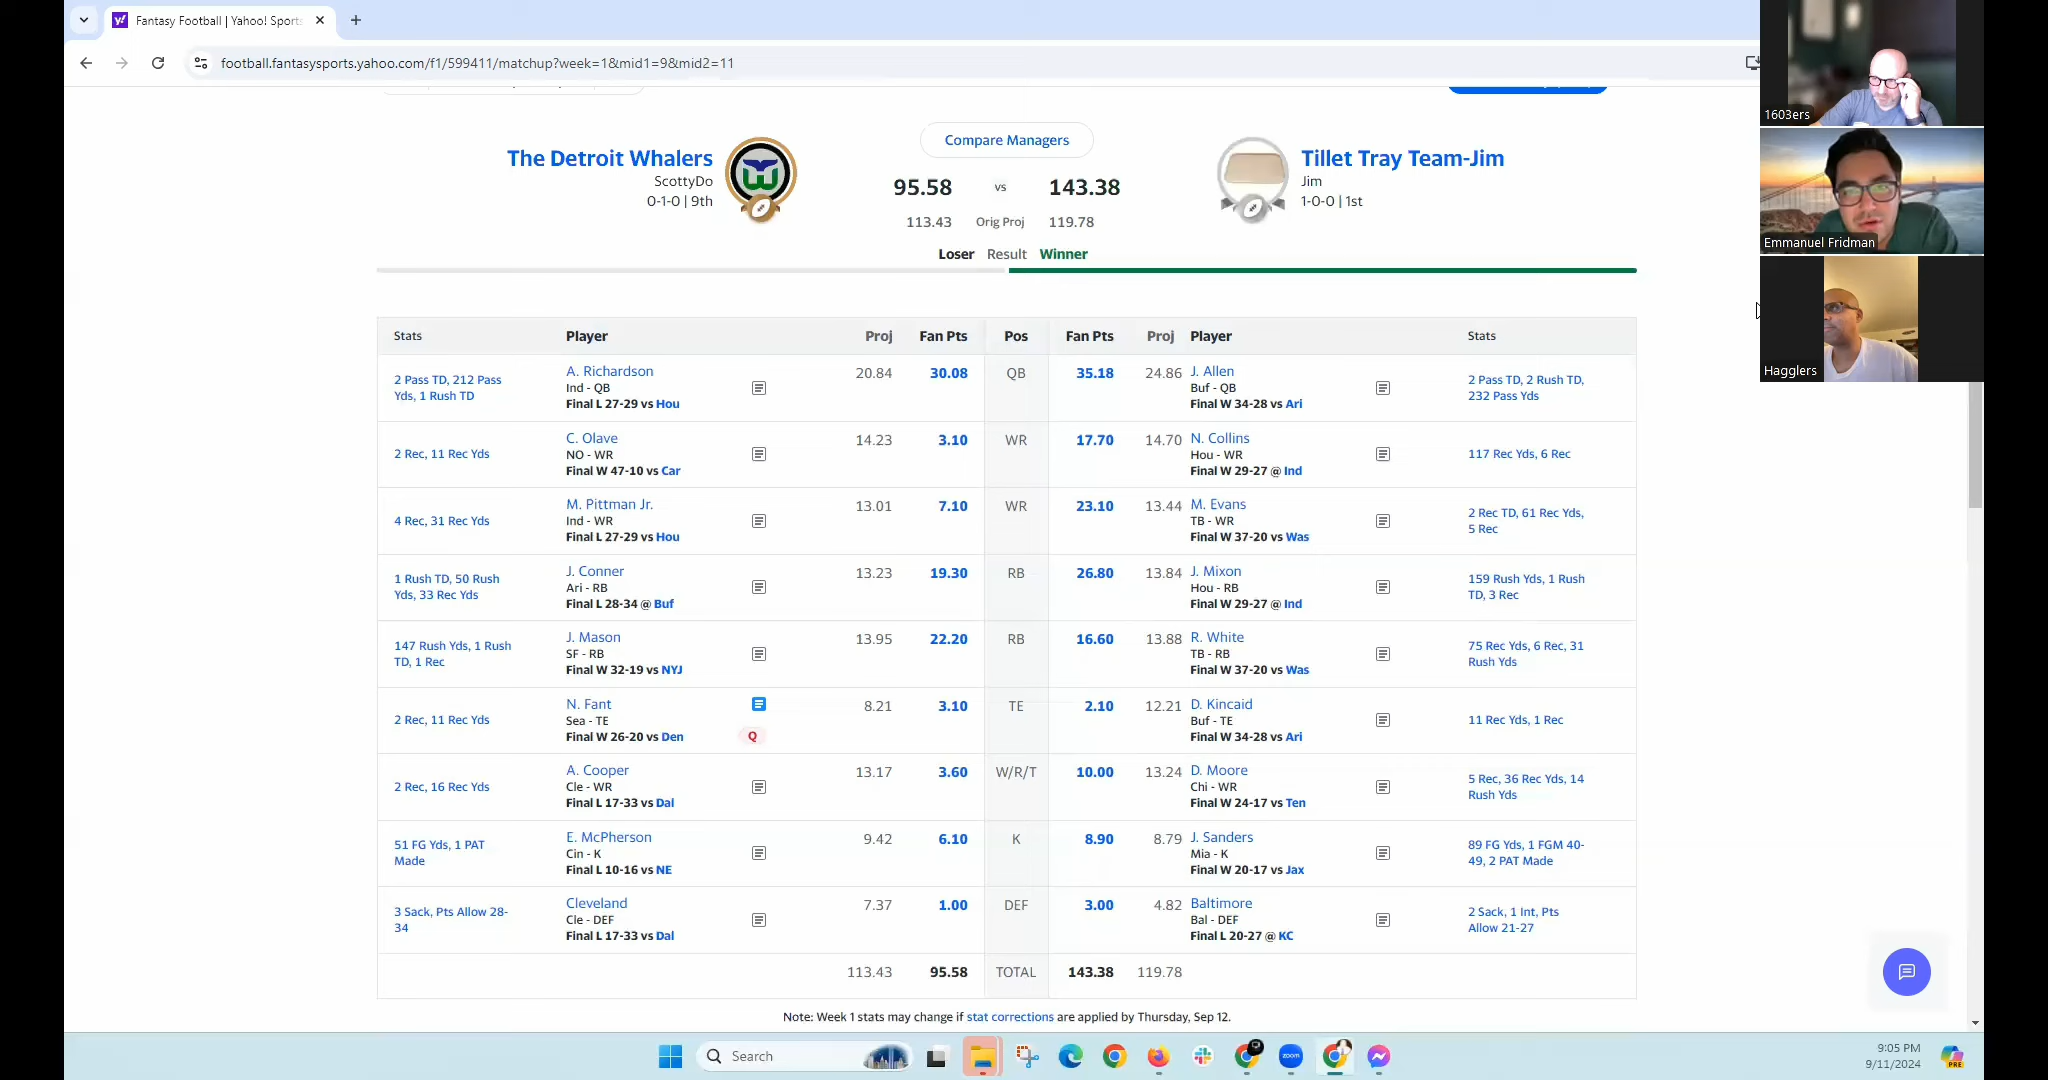 Fantasy Football | Yahoo! Sports
football.fantasysports.yahoo.com/f1/599411/matchup?week=1&mid1=9&mid2=11
1603ers
Emmanuel Fridman
Hagglers
The Detroit Whalers
ScottyDo
0-1-0 | 9th
Compare Managers
95.58 vs 143.38
113.43 Orig Proj 119.78
Loser Result Winner
Tillet Tray Team-Jim
Jim
1-0-0 | 1st
Stats Player Proj Fan Pts Pos Fan Pts Proj Player Stats
2 Pass TD, 212 Pass
Yds, 1 Rush TD
A. Richardson
Ind - QB
Final L 27-29 vs Hou
20.84 30.08 QB 35.18 24.86
J. Allen
Buf - QB
Final W 34-28 vs Ari
2 Pass TD, 2 Rush TD,
232 Pass Yds
2 Rec, 11 Rec Yds
C. Olave
NO - WR
Final W 47-10 vs Car
14.23 3.10 WR 17.70 14.70
N. Collins
Hou - WR
Final W 29-27 @ Ind
117 Rec Yds, 6 Rec
4 Rec, 31 Rec Yds
M. Pittman Jr.
Ind - WR
Final L 27-29 vs Hou
13.01 7.10 WR 23.10 13.44
M. Evans
TB - WR
Final W 37-20 vs Was
2 Rec TD, 61 Rec Yds,
5 Rec
1 Rush TD, 50 Rush
Yds, 33 Rec Yds
J. Conner
Ari - RB
Final L 28-34 @ Buf
13.23 19.30 RB 26.80 13.84
J. Mixon
Hou - RB
Final W 29-27 @ Ind
159 Rush Yds, 1 Rush
TD, 3 Rec
147 Rush Yds, 1 Rush
TD, 1 Rec
J. Mason
SF - RB
Final W 32-19 vs NYJ
13.95 22.20 RB 16.60 13.88
R. White
TB - RB
Final W 37-20 vs Was
75 Rec Yds, 6 Rec, 31
Rush Yds
2 Rec, 11 Rec Yds
N. Fant
Sea - TE
Final W 26-20 vs Den
Q
8.21 3.10 TE 2.10 12.21
D. Kincaid
Buf - TE
Final W 34-28 vs Ari
11 Rec Yds, 1 Rec
2 Rec, 16 Rec Yds
A. Cooper
Cle - WR
Final L 17-33 vs Dal
13.17 3.60 W/R/T 10.00 13.24
D. Moore
Chi - WR
Final W 24-17 vs Ten
5 Rec, 36 Rec Yds, 14
Rush Yds
51 FG Yds, 1 PAT
Made
E. McPherson
Cin - K
Final L 10-16 vs NE
9.42 6.10 K 8.90 8.79
J. Sanders
Mia - K
Final W 20-17 vs Jax
89 FG Yds, 1 FGM 40-
49, 2 PAT Made
3 Sack, Pts Allow 28-
34
Cleveland
Cle - DEF
Final L 17-33 vs Dal
7.37 1.00 DEF 3.00 4.82
Baltimore
Bal - DEF
Final L 20-27 @ KC
2 Sack, 1 Int, Pts
Allow 21-27
113.43 95.58 TOTAL 143.38 119.78
Note: Week 1 stats may change if stat corrections are applied by Thursday, Sep 12.
Search
zoom
9:05 PM
9/11/2024
PRE